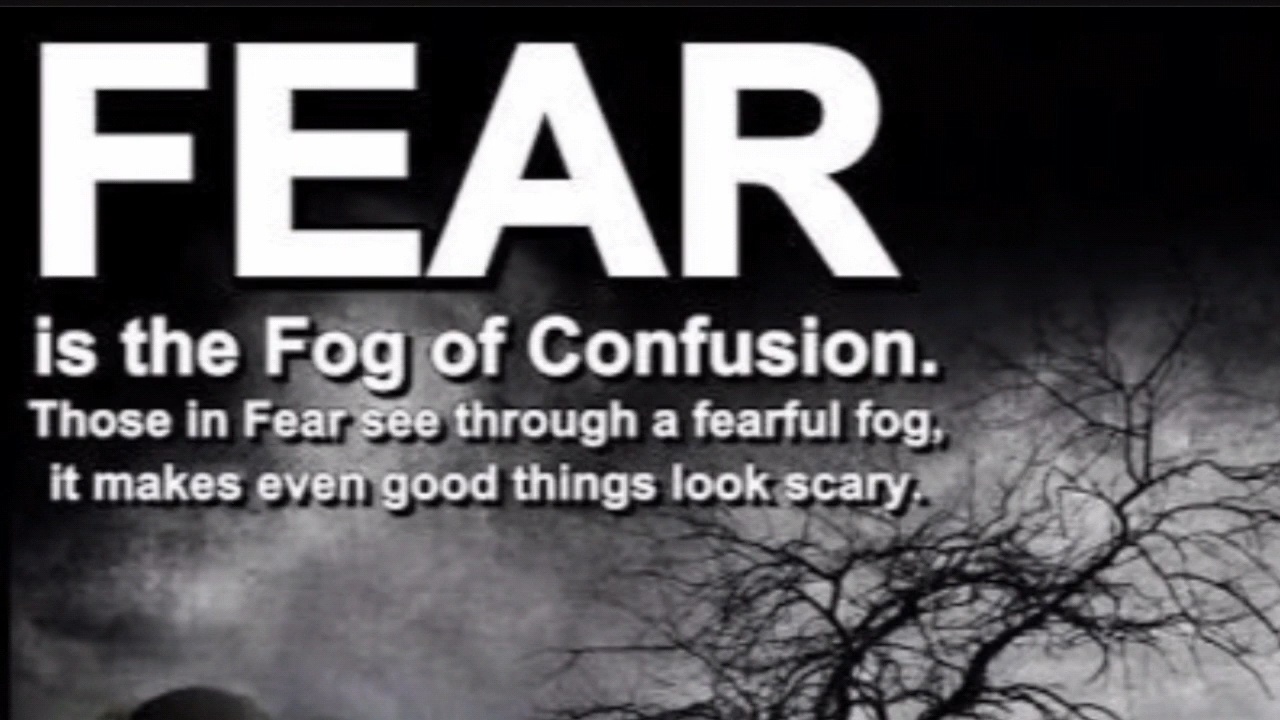 FEAR
is the Fog of Confusion.
Those in Fear see through a fearful fog,
it makes even good things look scary.